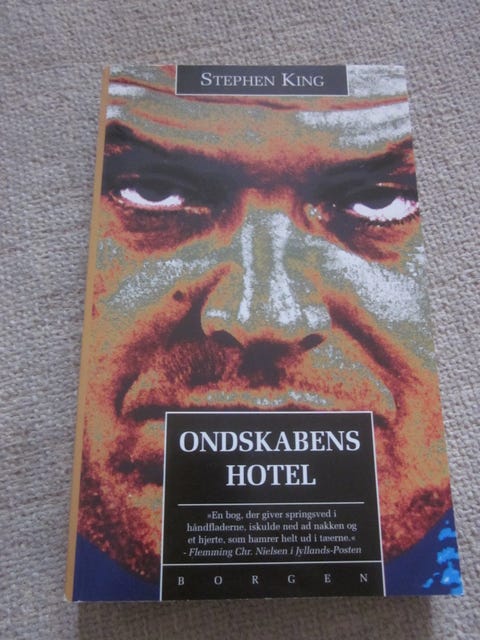 STEPHEN KING
ONDSKABENS
HOTEL
»En bog, der giver springsved i
håndfladerne, iskulde ned ad nakken og
et hjerte, som hamrer helt ud i tæerne.«
- Flemming Chr. Nielsen i Jyllands-Posten
BORGEN